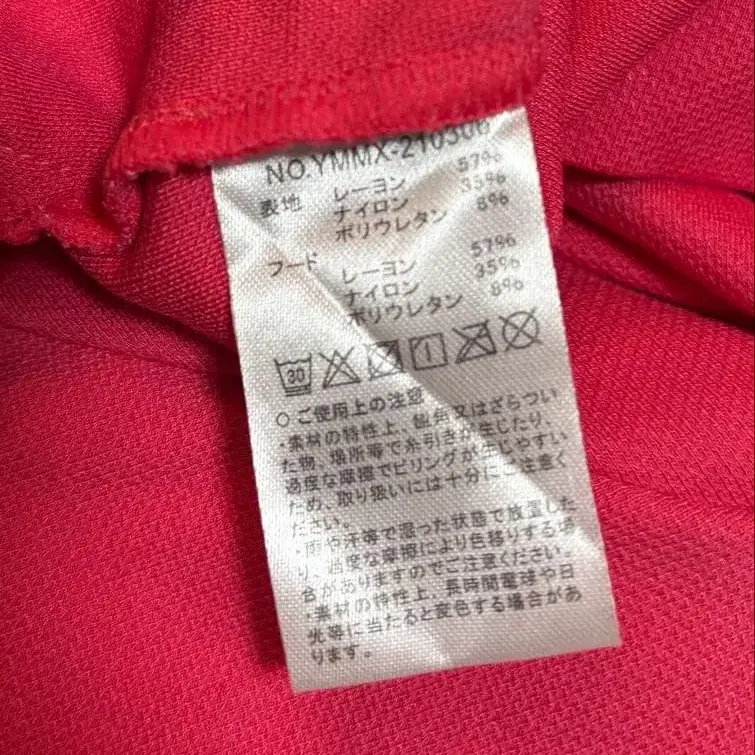 NO.YMMX-210306
表地 レーヨン 57%
ナイロン 35%
ポリウレタン 8%
フード レーヨン 57%
ナイロン 35%
ポリウレタン 8%
30
○ご使用上の注意
・素材の特性上、鋭角又はざらつい
た物、場所等で糸引きが生じたり、
過度な摩擦でピリングが生じやすい
ため、取り扱いには十分にご注意く
ださい。
・雨や汗等で湿った状態で放置した
り、過度な摩擦により色移りする場
合がありますのでご注意ください。
・素材の特性上、長時間電球や日
光等に当たると変色する場合があ
ります。